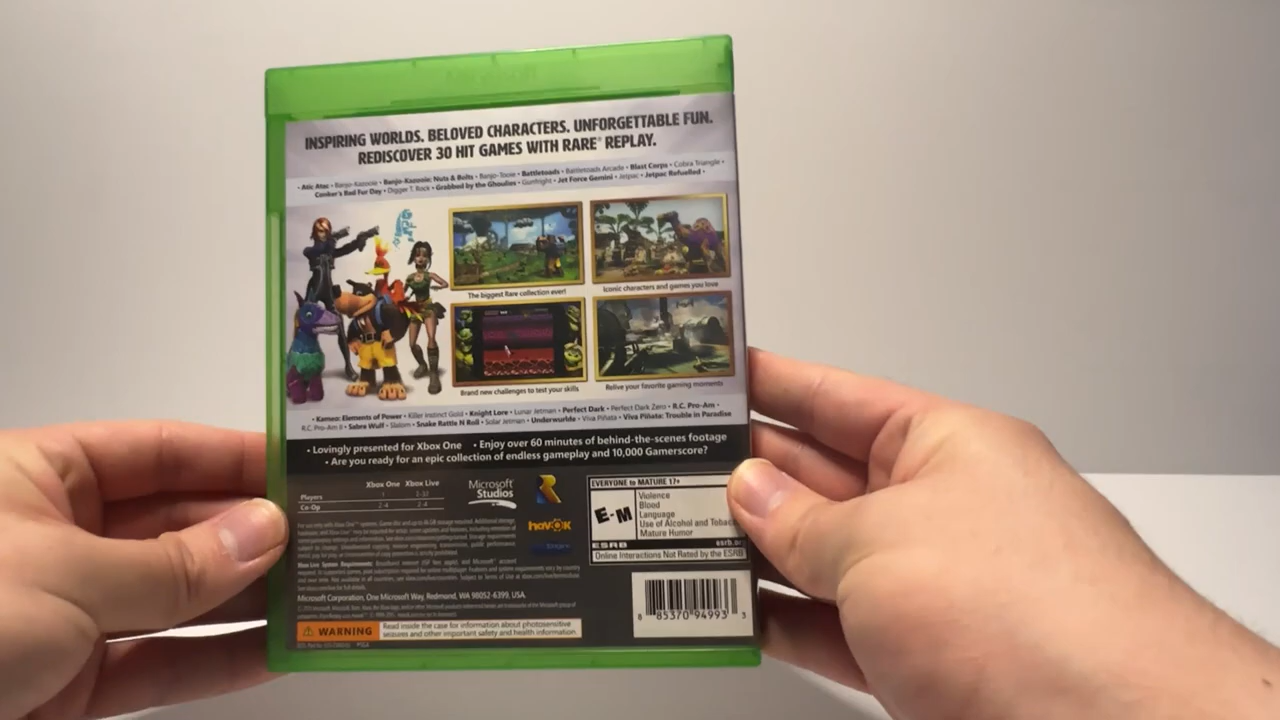 INSPIRING WORLDS. BELOVED CHARACTERS. UNFORGETTABLE FUN.
REDISCOVER 30 HIT GAMES WITH RARE® REPLAY.
• Atic Atac • Banjo-Kazooie • Banjo-Kazooie: Nuts & Bolts • Banjo-Tooie • Battletoads • Battletoads Arcade • Blast Corps • Cobra Triangle •
Conker's Bad Fur Day • Digger T. Rock • Grabbed by the Ghoulies • Gunfright • Jet Force Gemini • Jetpac • Jetpac Refuelled •
The biggest Rare collection ever!
Iconic characters and games you love
Brand new challenges to test your skills
Relive your favorite gaming moments
• Kameo: Elements of Power • Killer Instinct Gold • Knight Lore • Lunar Jetman • Perfect Dark • Perfect Dark Zero • R.C. Pro-Am •
R.C. Pro-Am II • Sabre Wulf • Slalom • Snake Rattle N Roll • Solar Jetman • Underwurlde • Viva Piñata • Viva Piñata: Trouble in Paradise
• Lovingly presented for Xbox One • Enjoy over 60 minutes of behind-the-scenes footage
• Are you ready for an epic collection of endless gameplay and 10,000 Gamerscore?
Xbox One Xbox Live
Players 1 2-32
Co-Op 2-4 2-4
Microsoft
Studios
havok
EVERYONE to MATURE 17+
E-M
Violence
Blood
Language
Use of Alcohol and Tobac
Mature Humor
ESRB esrb.or
Online Interactions Not Rated by the ESRB
Microsoft Corporation, One Microsoft Way, Redmond, WA 98052-6399, USA.
WARNING
Read inside the case for information about photosensitive
seizures and other important safety and health information.
8 85370 94993 3